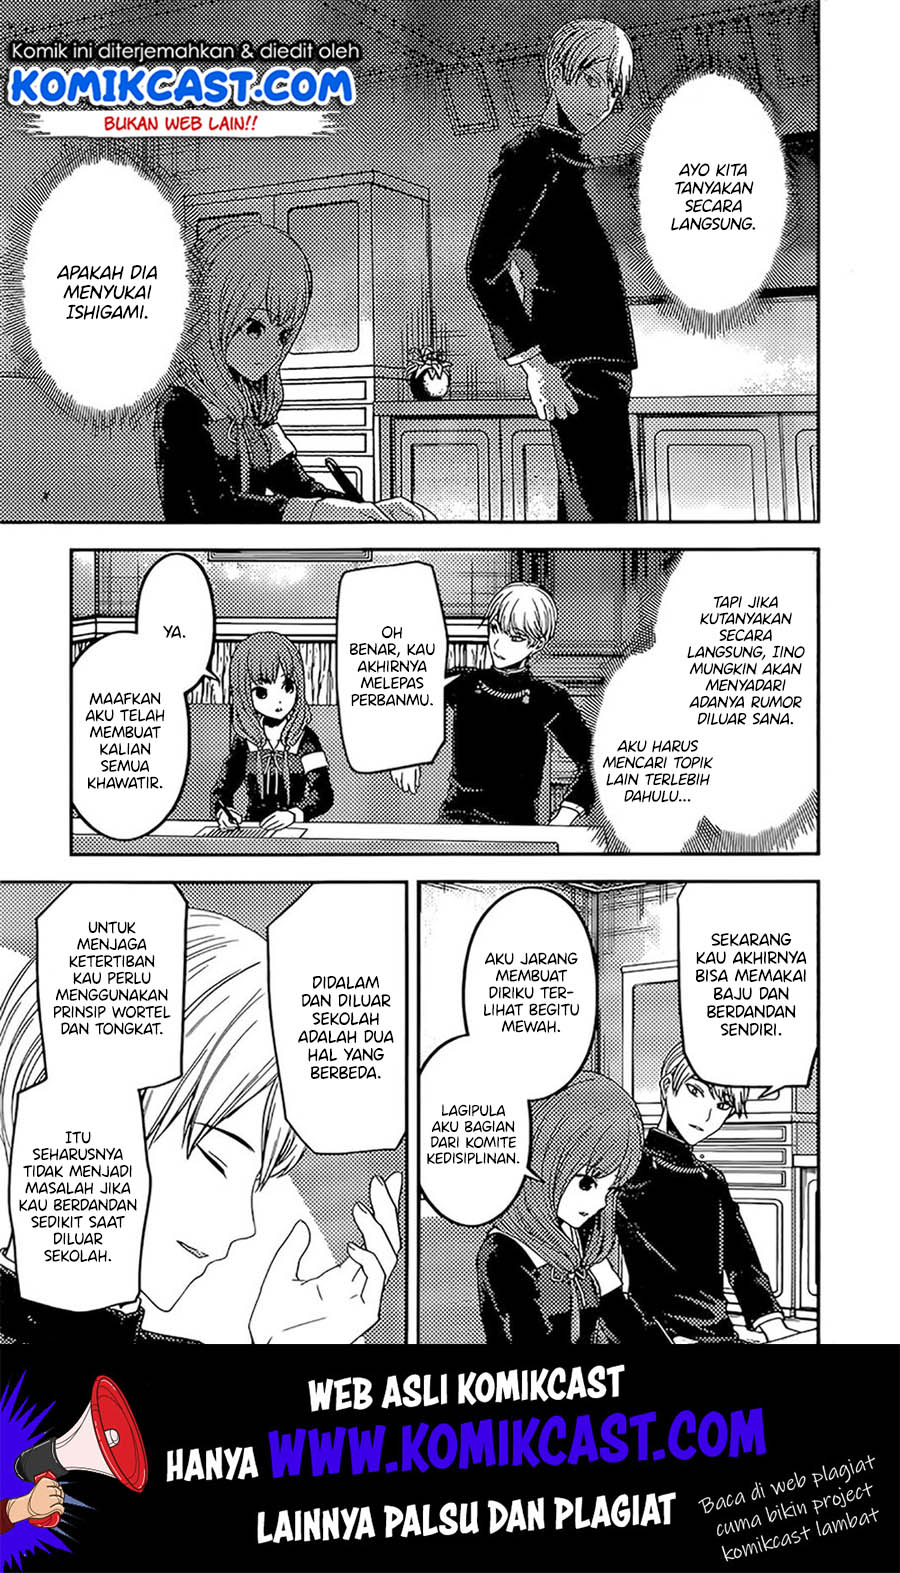 Komik ini diterjemahkan & diedit oleh
KOMIKCAST.COM
BUKAN WEB LAIN!!
AYO KITA
TANYAKAN
SECARA
LANGSUNG.
APAKAH DIA
MENYUKAI
ISHIGAMI.
TAPI JIKA
KUTANYAKAN
SECARA
LANGSUNG, IINO
MUNGKIN AKAN
MENYADARI
ADANYA RUMOR
DILUAR SANA.
AKU HARUS
MENCARI TOPIK
LAIN TERLEBIH
DAHULU...
OH
BENAR, KAU
AKHIRNYA
MELEPAS
PERBANMU.
YA.
MAAFKAN
AKU TELAH
MEMBUAT
KALIAN
SEMUA
KHAWATIR.
SEKARANG
KAU AKHIRNYA
BISA MEMAKAI
BAJU DAN
BERDANDAN
SENDIRI.
AKU JARANG
MEMBUAT
DIRIKU TER-
LIHAT BEGITU
MEWAH.
LAGIPULA
AKU BAGIAN
DARI KOMITE
KEDISIPLINAN.
DIDALAM
DAN DILUAR
SEKOLAH
ADALAH DUA
HAL YANG
BERBEDA.
UNTUK
MENJAGA
KETERTIBAN
KAU PERLU
MENGGUNAKAN
PRINSIP WORTEL
DAN TONGKAT.
ITU
SEHARUSNYA
TIDAK MENJADI
MASALAH JIKA
KAU BERDANDAN
SEDIKIT SAAT
DILUAR
SEKOLAH.
WEB ASLI KOMIKCAST
HANYA WWW.KOMIKCAST.COM
LAINNYA PALSU DAN PLAGIAT
Baca di web plagiat
cuma bikin project
komikcast lambat